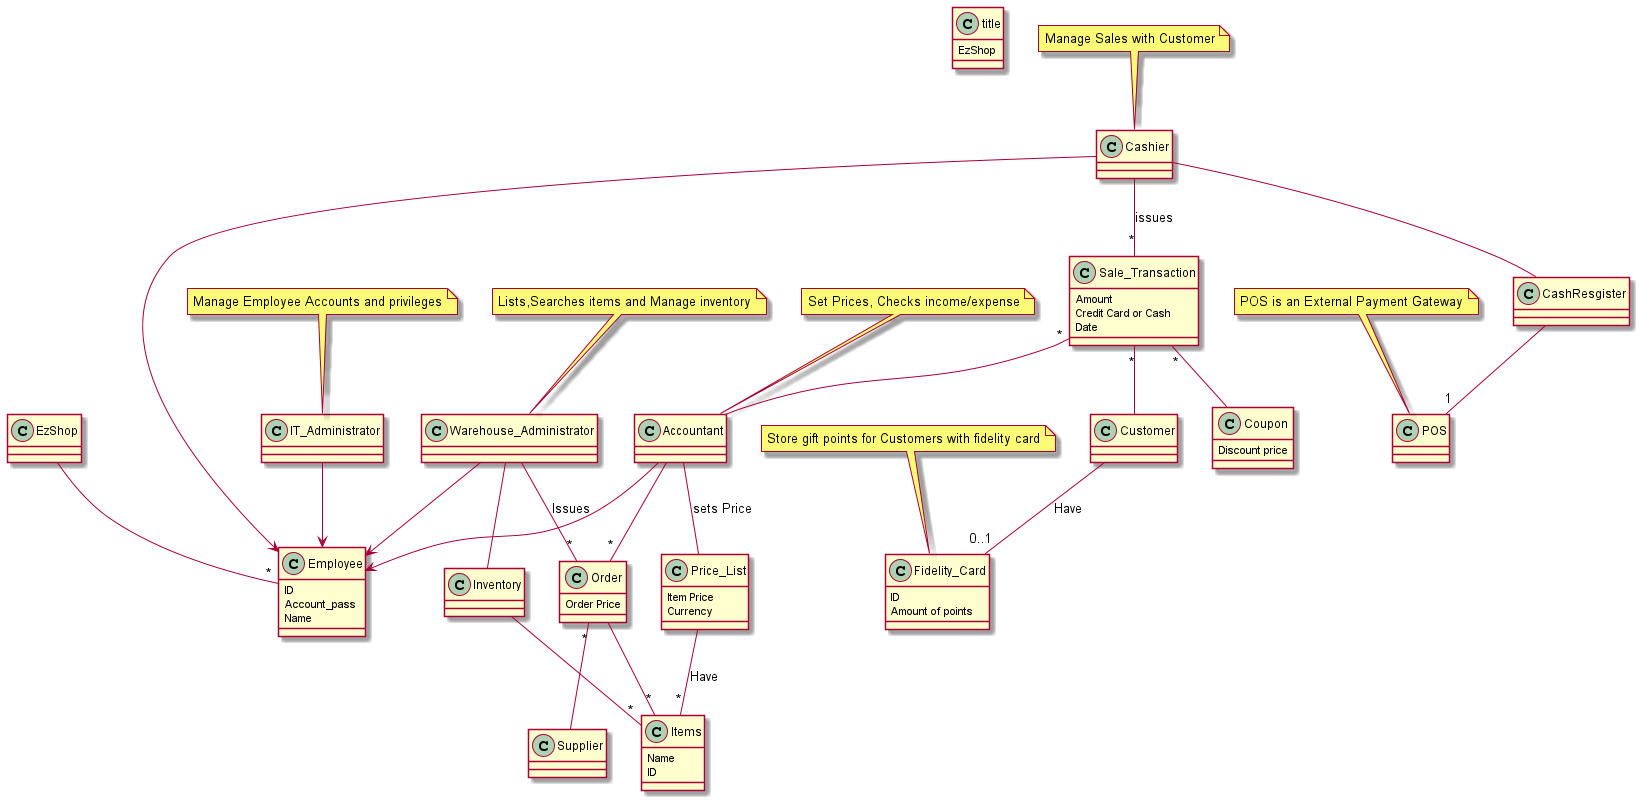 C title
EzShop
Manage Sales with Customer
C Cashier
issues
*
C Sale_Transaction
Amount
Credit Card or Cash
Date
*
*
*
C CashResgister
Manage Employee Accounts and privileges
Lists,Searches items and Manage inventory
Set Prices, Checks income/expense
POS is an External Payment Gateway
1
C EzShop
C IT_Administrator
C Warehouse_Administrator
C Accountant
Store gift points for Customers with fidelity card
C Customer
C Coupon
Discount price
C POS
Issues
sets Price
Have
*
*
0..1
*
C Employee
ID
Account_pass
Name
C Inventory
C Order
Order Price
C Price_List
Item Price
Currency
C Fidelity_Card
ID
Amount of points
*
Have
*
*
*
C Supplier
C Items
Name
ID